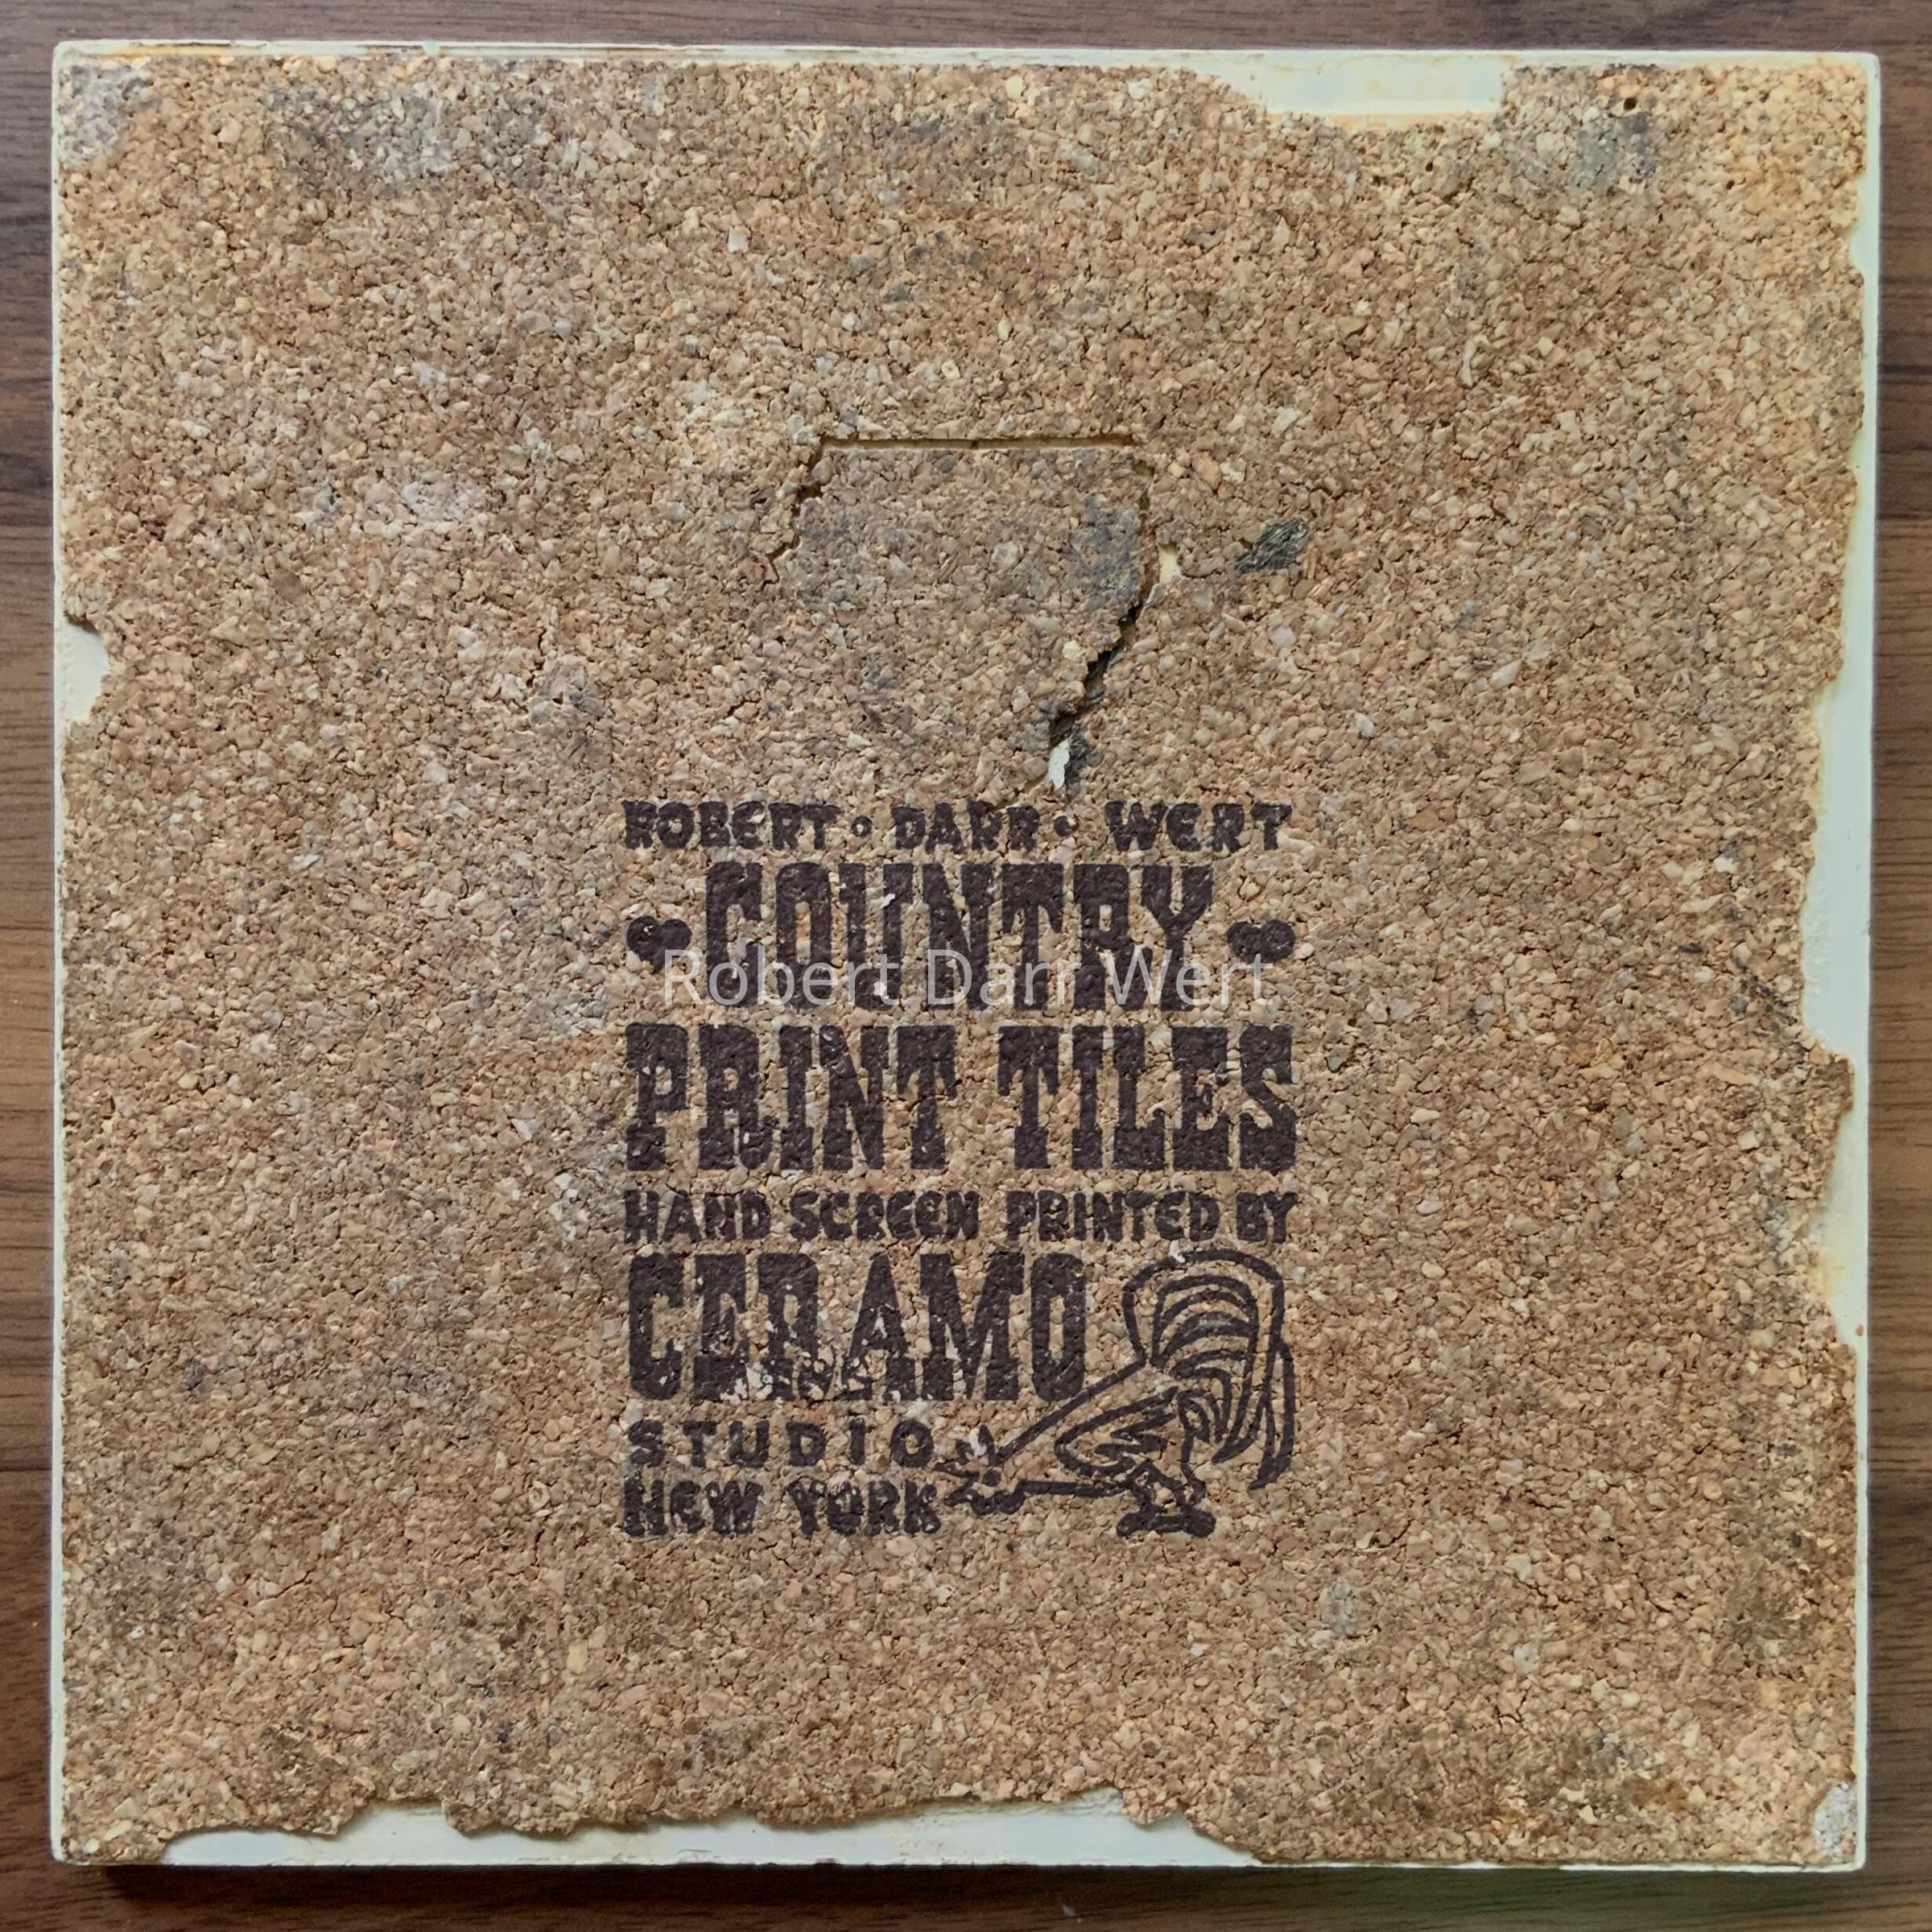 ROBERT • DARR • WERT
♥ COUNTRY ♥
Robert Darr Wert
PRINT TILES
HAND SCREEN PRINTED BY
CERAMO
STUDIO
NEW YORK